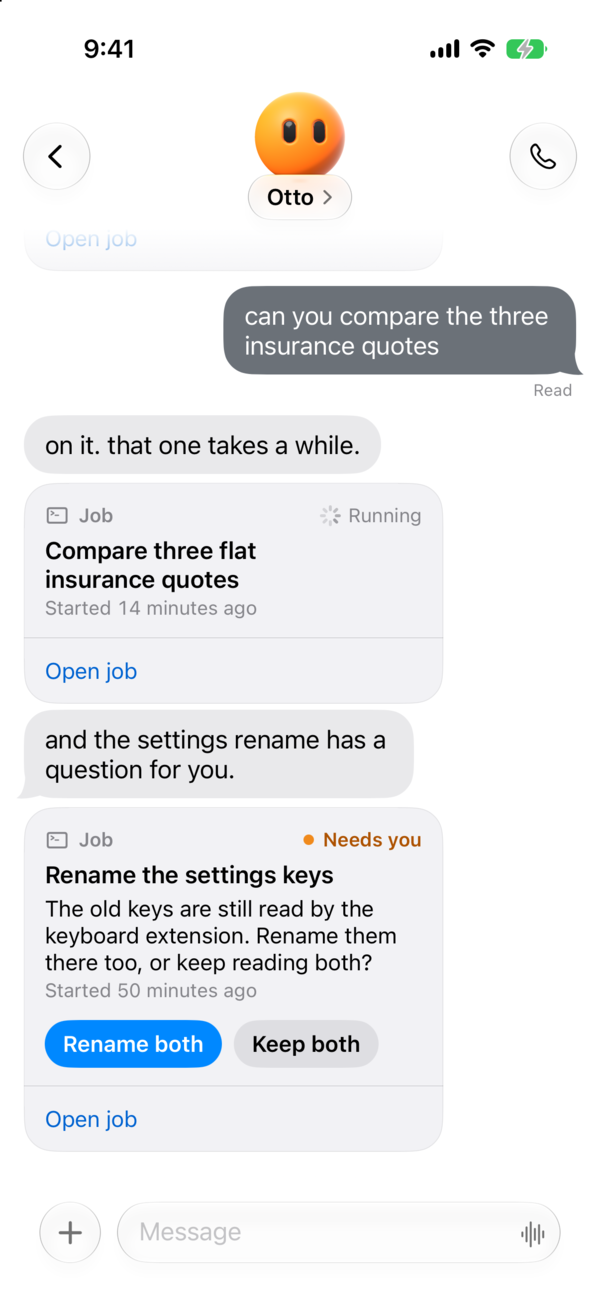 9:41
Otto
Open job
can you compare the three
insurance quotes
Read
on it. that one takes a while.
Job
Running
Compare three flat
insurance quotes
Started 14 minutes ago
Open job
and the settings rename has a
question for you.
Job
Needs you
Rename the settings keys
The old keys are still read by the
keyboard extension. Rename them
there too, or keep reading both?
Started 50 minutes ago
Rename both
Keep both
Open job
Message